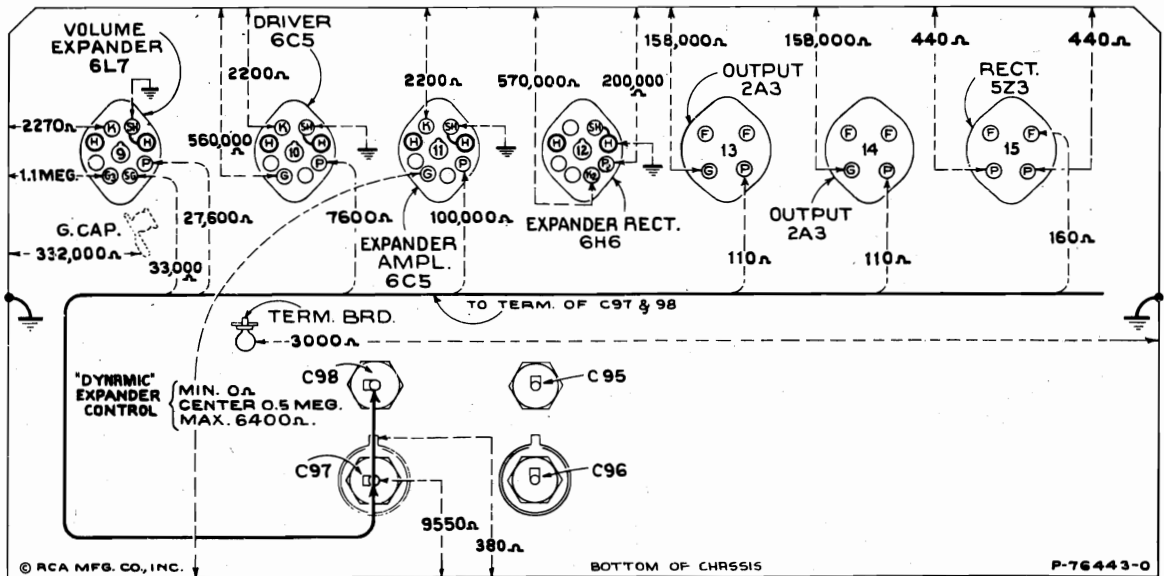 VOLUME
EXPANDER
6L7
DRIVER
6C5
2200Ω
2200Ω
570,000Ω
200,000
Ω
158,000Ω
OUTPUT
2A3
158,000Ω
440Ω
RECT.
5Z3
440Ω
2270Ω
K
SH
H
H
9
P
G3
SG
1.1 MEG.
560,000
Ω
K
SH
H
H
10
G
P
K
SH
H
H
11
G
P
SH
H
H
12
P2
K2
F
F
13
G
P
F
F
14
G
P
F
F
15
P
P
G. CAP.
332,000Ω
33,000
Ω
27,600Ω
7600Ω
EXPANDER
AMPL.
6C5
100,000Ω
EXPANDER RECT.
6H6
110Ω
OUTPUT
2A3
110Ω
160Ω
TO TERM. OF C97 & 98
TERM. BRD.
3000Ω
"DYNAMIC"
EXPANDER
CONTROL
MIN. 0Ω
CENTER 0.5 MEG.
MAX. 6400Ω.
C98
C95
C97
C96
9550Ω
380Ω
© RCA MFG. CO., INC.
BOTTOM OF CHASSIS
P-76443-0